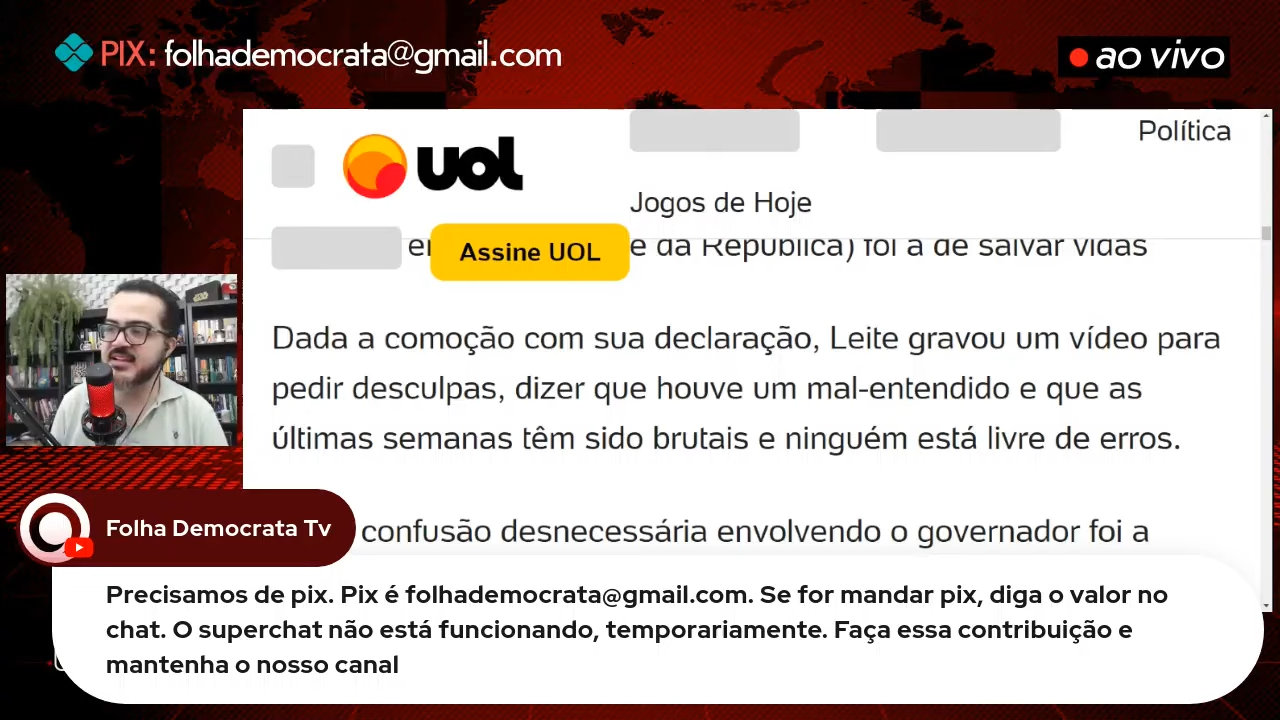 PIX: folhademocrata@gmail.com
ao vivo
uol
Política
Jogos de Hoje
Assine UOL
e da República) foi a de salvar vidas
Dada a comoção com sua declaração, Leite gravou um vídeo para
pedir desculpas, dizer que houve um mal-entendido e que as
últimas semanas têm sido brutais e ninguém está livre de erros.
confusão desnecessária envolvendo o governador foi a
Folha Democrata Tv
Precisamos de pix. Pix é folhademocrata@gmail.com. Se for mandar pix, diga o valor no
chat. O superchat não está funcionando, temporariamente. Faça essa contribuição e
mantenha o nosso canal